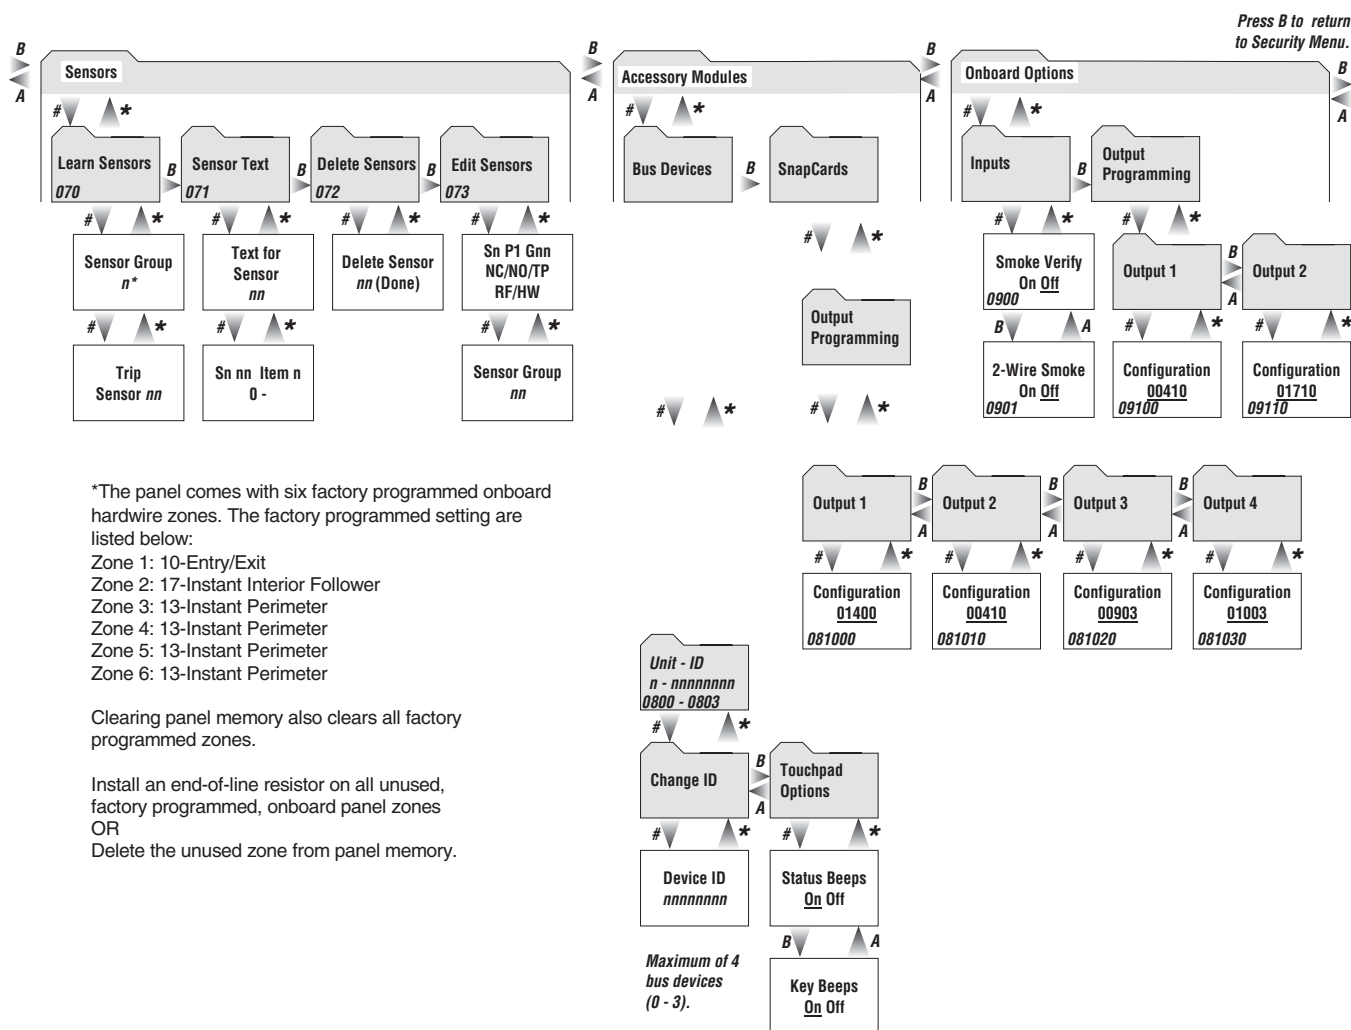 Press B to return
to Security Menu.
B
A
Sensors
B
A
Accessory Modules
B
A
Onboard Options
B
A
#
*
#
*
#
*
Learn Sensors
070
B
Sensor Text
071
B
Delete Sensors
072
B
Edit Sensors
073
Bus Devices
B
SnapCards
Inputs
B
Output
Programming
#
*
#
*
#
*
#
*
#
*
#
*
#
*
Sensor Group
n*
Text for
Sensor
nn
Delete Sensor
nn (Done)
Sn P1 Gnn
NC/NO/TP
RF/HW
Smoke Verify
On Off
0900
Output 1
B
A
Output 2
#
*
#
*
#
*
Output
Programming
B
A
#
*
#
*
Trip
Sensor nn
Sn nn Item n
0 -
Sensor Group
nn
2-Wire Smoke
On Off
0901
Configuration
00410
09100
Configuration
01710
09110
#
*
#
*
*The panel comes with six factory programmed onboard
hardwire zones. The factory programmed setting are
listed below:
Zone 1: 10-Entry/Exit
Zone 2: 17-Instant Interior Follower
Zone 3: 13-Instant Perimeter
Zone 4: 13-Instant Perimeter
Zone 5: 13-Instant Perimeter
Zone 6: 13-Instant Perimeter
Clearing panel memory also clears all factory
programmed zones.
Install an end-of-line resistor on all unused,
factory programmed, onboard panel zones
OR
Delete the unused zone from panel memory.
Output 1
B
A
Output 2
B
A
Output 3
B
A
Output 4
#
*
#
*
#
*
#
*
Configuration
01400
081000
Configuration
00410
081010
Configuration
00903
081020
Configuration
01003
081030
Unit - ID
n - nnnnnnnn
0800 - 0803
#
*
Change ID
B
A
Touchpad
Options
#
*
#
*
Device ID
nnnnnnnn
Status Beeps
On Off
B
A
Maximum of 4
bus devices
(0 - 3).
Key Beeps
On Off